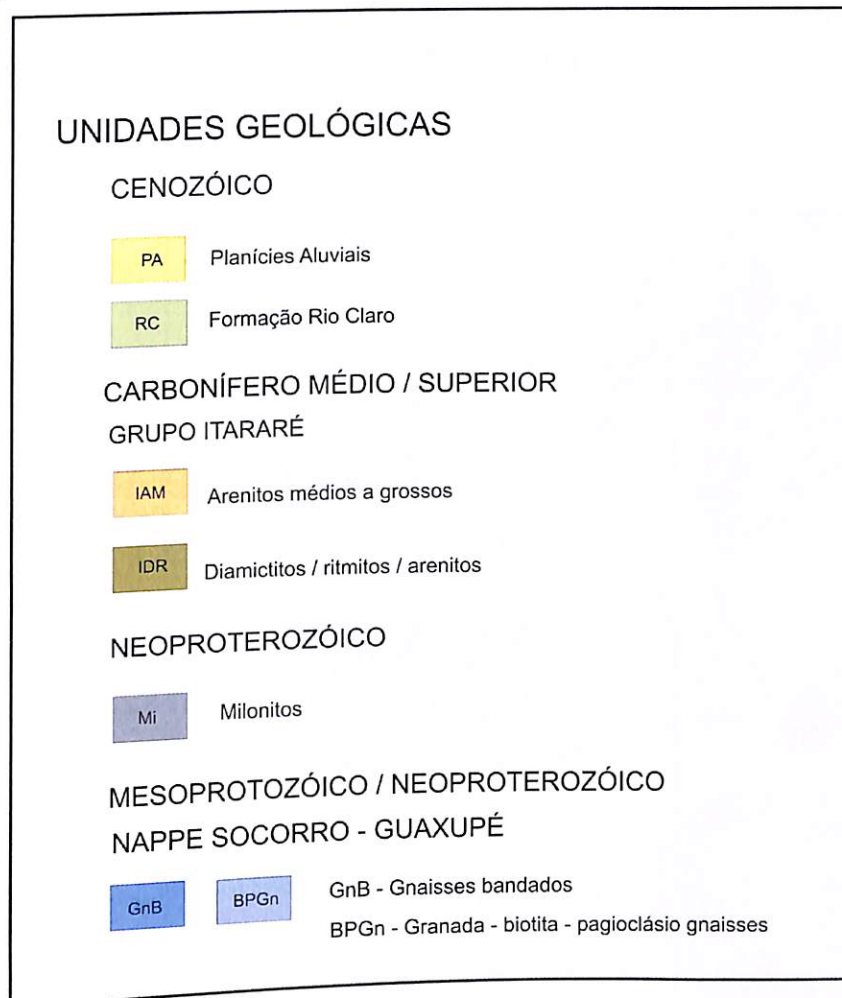 UNIDADES GEOLÓGICAS
CENOZÓICO
PA Planícies Aluviais
RC Formação Rio Claro
CARBONÍFERO MÉDIO / SUPERIOR
GRUPO ITARARÉ
IAM Arenitos médios a grossos
IDR Diamictitos / ritmitos / arenitos
NEOPROTEROZÓICO
Mi Milonitos
MESOPROTOZÓICO / NEOPROTEROZÓICO
NAPPE SOCORRO - GUAXUPÉ
GnB BPGn GnB - Gnaisses bandados
BPGn - Granada - biotita - pagioclásio gnaisses